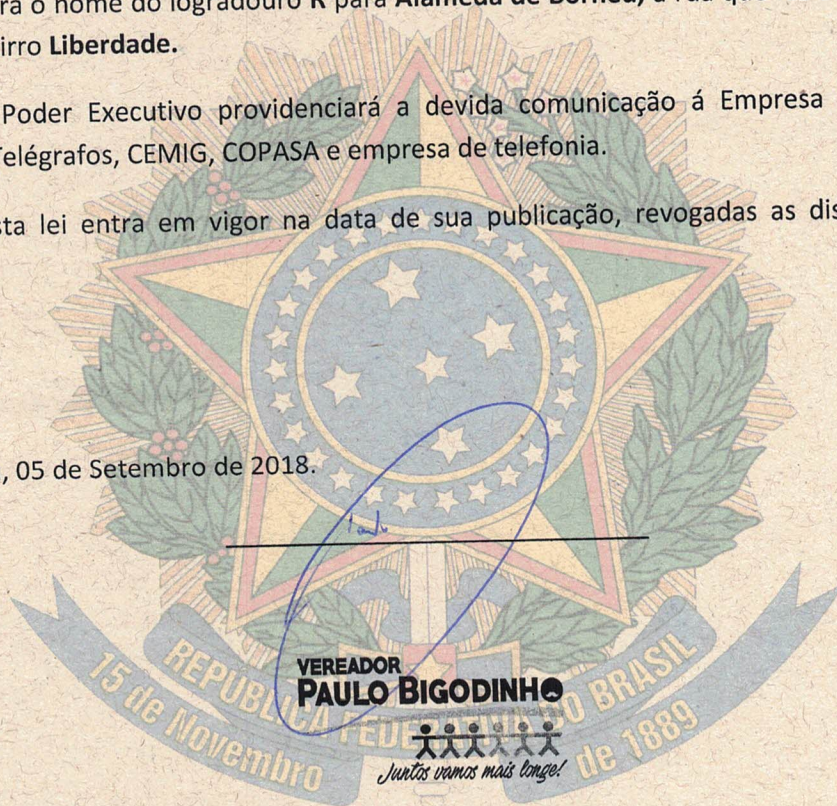 ra o nome do logradouro R para Alameda de Bornéu, a rua que
irro Liberdade.
Poder Executivo providenciará a devida comunicação á Empresa
Telégrafos, CEMIG, COPASA e empresa de telefonia.
sta lei entra em vigor na data de sua publicação, revogadas as dis
, 05 de Setembro de 2018.
VEREADOR
PAULO BIGODINHO
Juntos vamos mais longe!
REPÚBLICA FEDERATIVA DO BRASIL
15 de Novembro de 1889